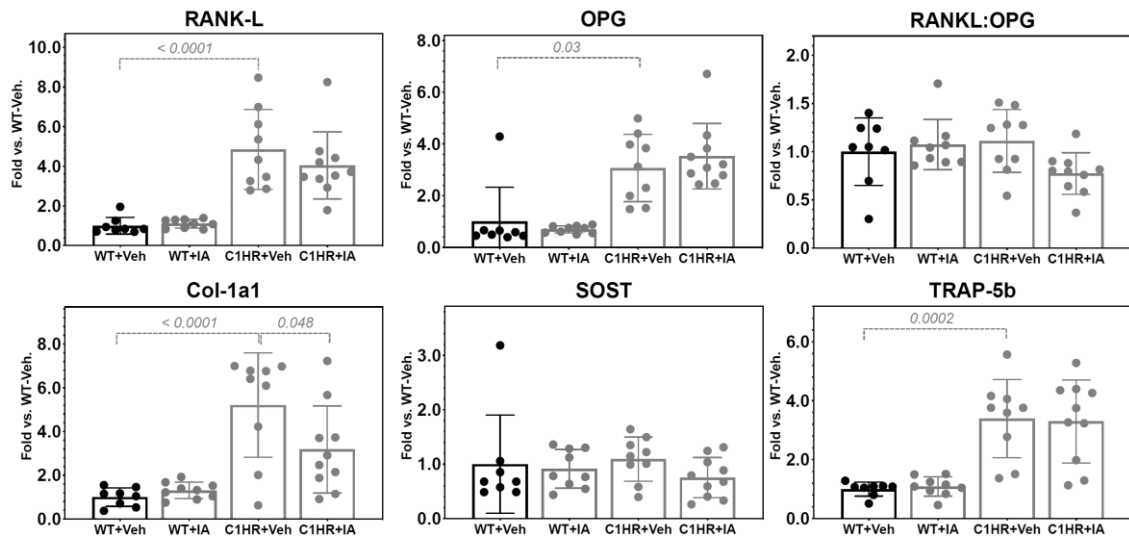 RANK-L
OPG
RANKL:OPG
Fold vs. WT-Veh.
10.0
8.0
6.0
4.0
2.0
0.0
< 0.0001
WT+Veh
WT+IA
C1HR+Veh
C1HR+IA
Fold vs. WT-Veh.
8.0
6.0
4.0
2.0
0.0
0.03
WT+Veh
WT+IA
C1HR+Veh
C1HR+IA
Fold vs. WT-Veh.
2.0
1.5
1.0
0.5
0.0
WT+Veh
WT+IA
C1HR+Veh
C1HR+IA
Col-1a1
SOST
TRAP-5b
Fold vs. WT-Veh.
8.0
6.0
4.0
2.0
0.0
< 0.0001
0.048
WT+Veh
WT+IA
C1HR+Veh
C1HR+IA
Fold vs. WT-Veh.
3.0
2.0
1.0
0.0
WT+Veh
WT+IA
C1HR+Veh
C1HR+IA
Fold vs. WT-Veh.
6.0
4.0
2.0
0.0
0.0002
WT+Veh
WT+IA
C1HR+Veh
C1HR+IA